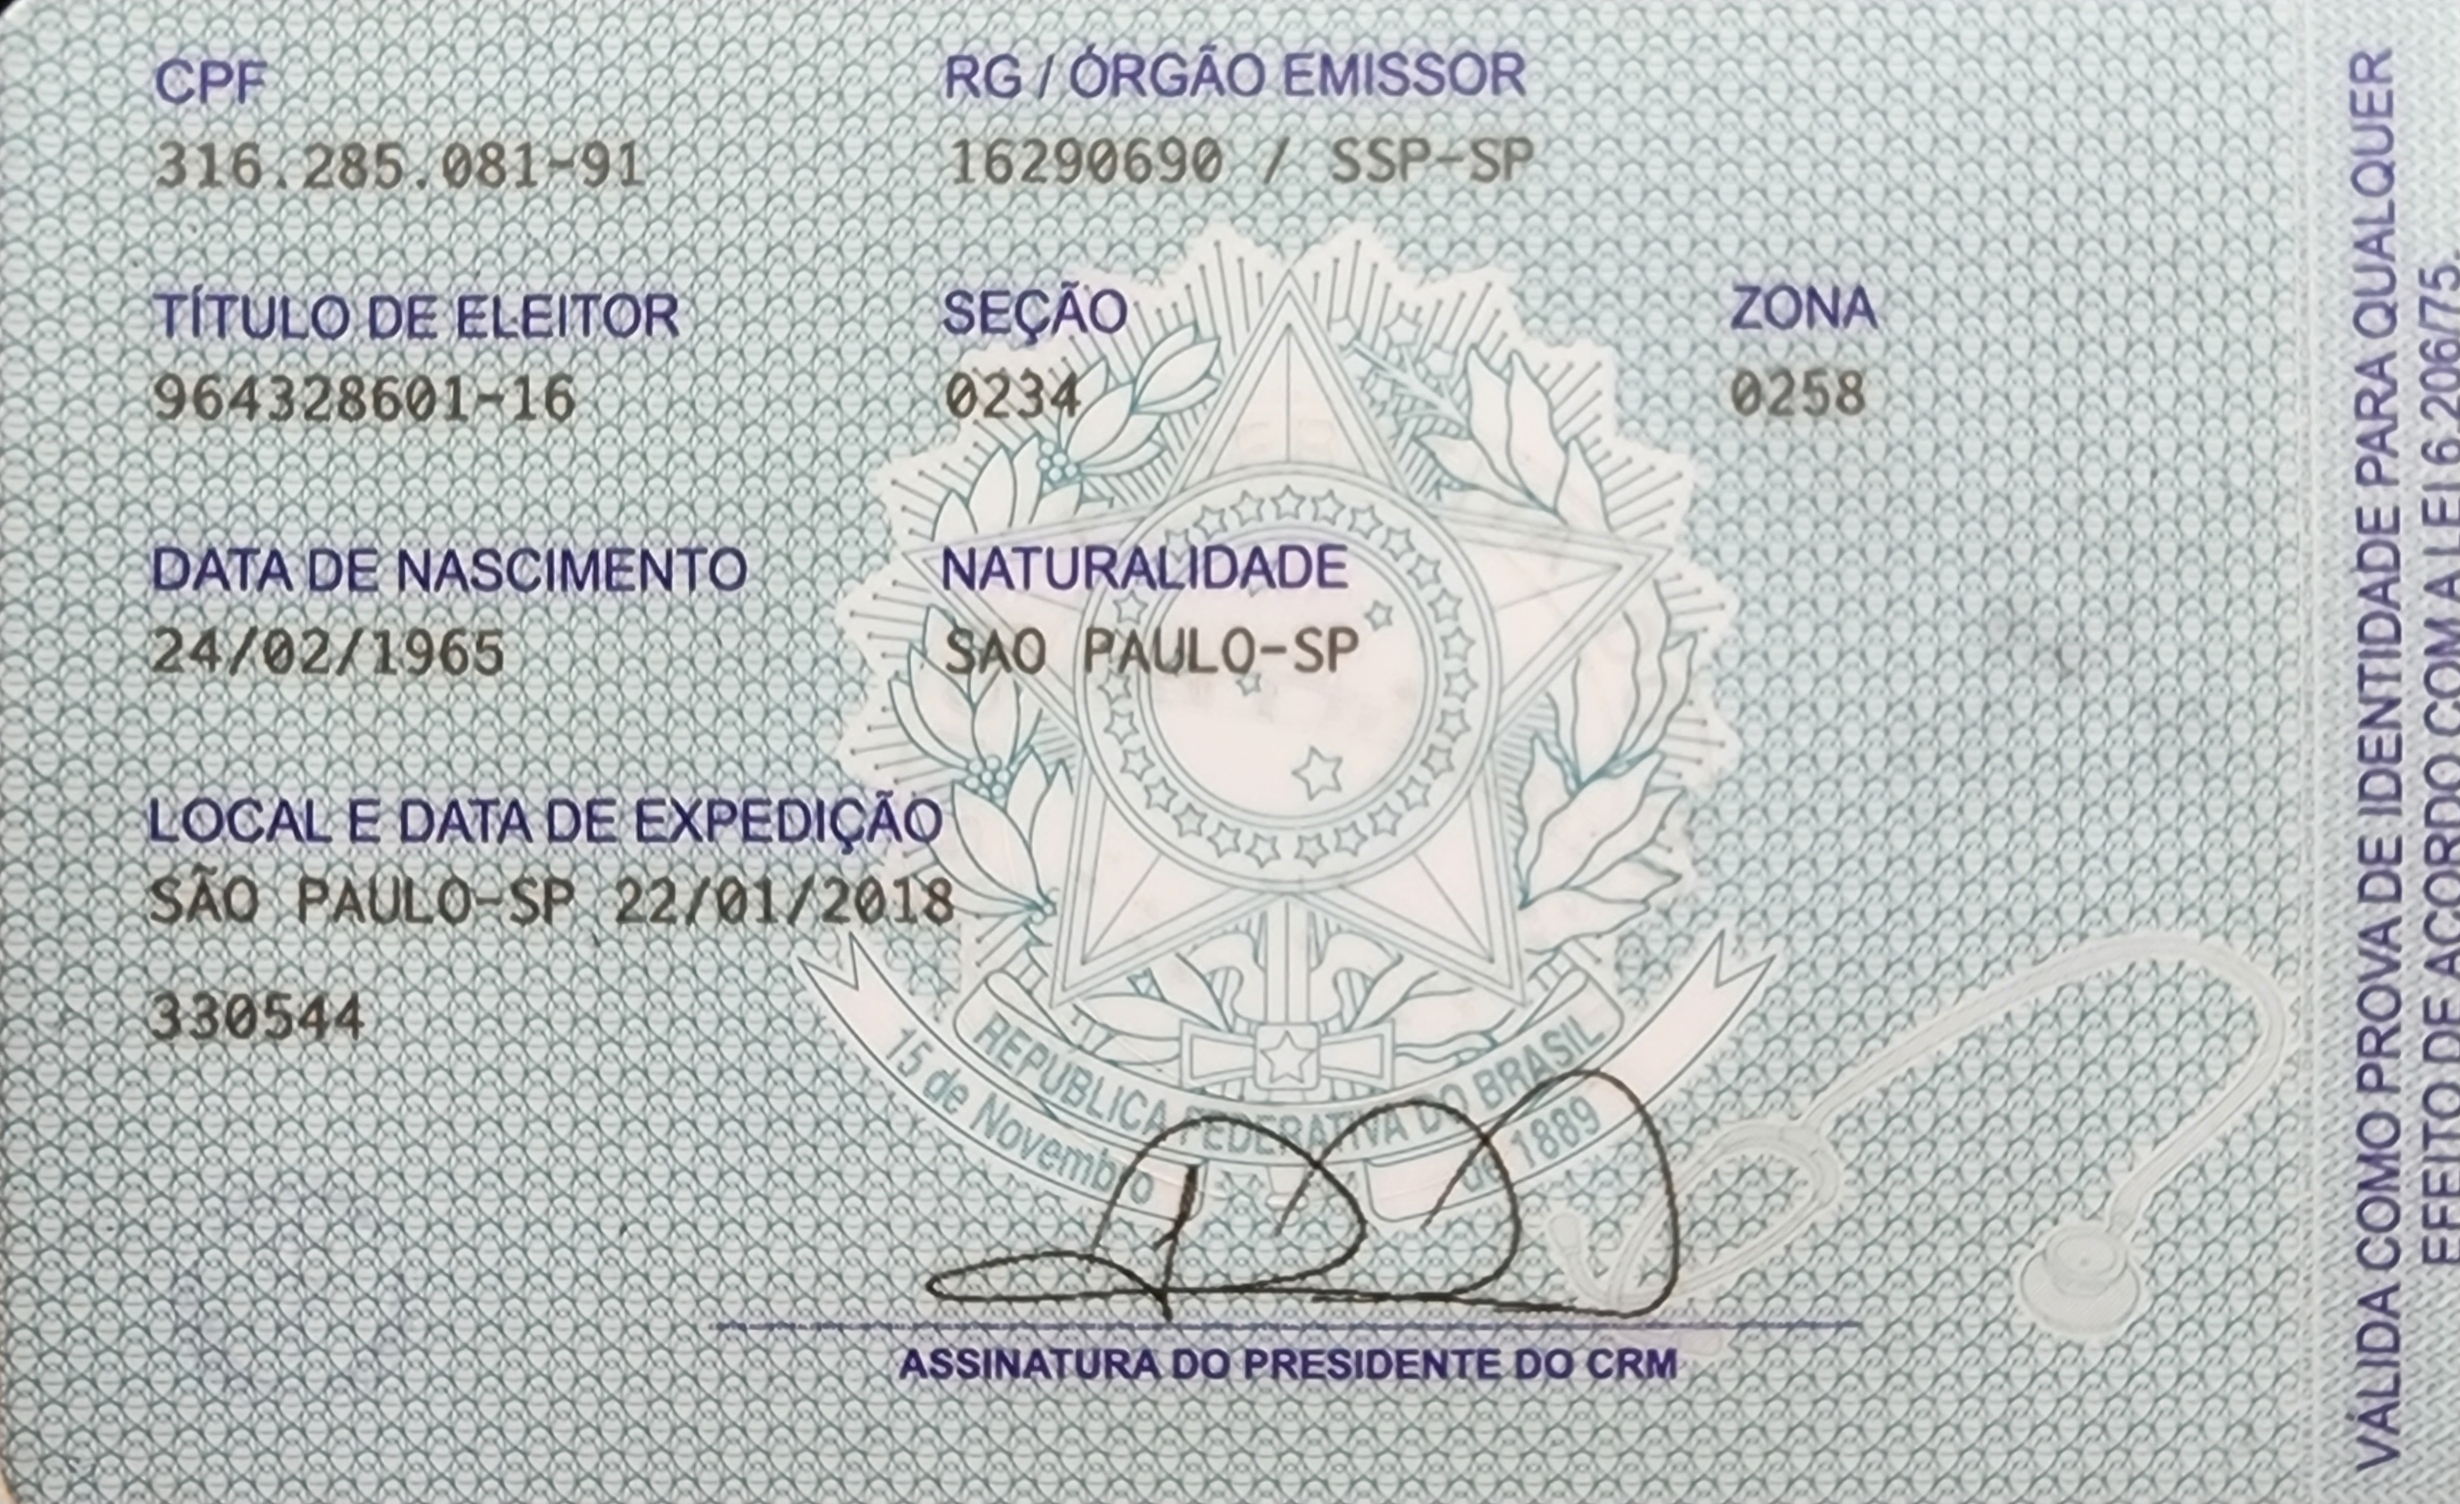 CPF
316.285.081-91
RG / ÓRGÃO EMISSOR
16290690 / SSP-SP
TÍTULO DE ELEITOR
964328601-16
SEÇÃO
0234
ZONA
0258
DATA DE NASCIMENTO
24/02/1965
NATURALIDADE
SAO PAULO-SP
LOCAL E DATA DE EXPEDIÇÃO
SÃO PAULO-SP 22/01/2018
330544
REPUBLICA FEDERATIVA DO BRASIL
15 de Novembro de 1889
ASSINATURA DO PRESIDENTE DO CRM
VÁLIDA COMO PROVA DE IDENTIDADE PARA QUALQUER
EFEITO DE ACORDO COM A LEI 6.206/75.